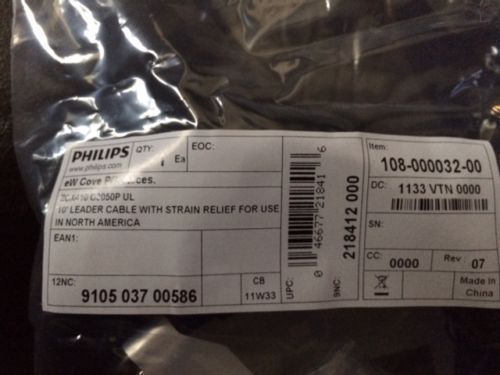 PHILIPS
www.philips.com
QTY:
1 Ea
EOC:
eW Cove
C3050P UL
10' LEADER CABLE WITH STRAIN RELIEF FOR USE
IN NORTH AMERICA
EAN1:
12NC:
9105 037 00586
CB
11W33
UPC:
0 46677 21841 6
9NC:
218412 000
Item:
108-000032-00
DC:
1133 VTN 0000
SN:
CC:
0000
Rev :
07
Made in
China